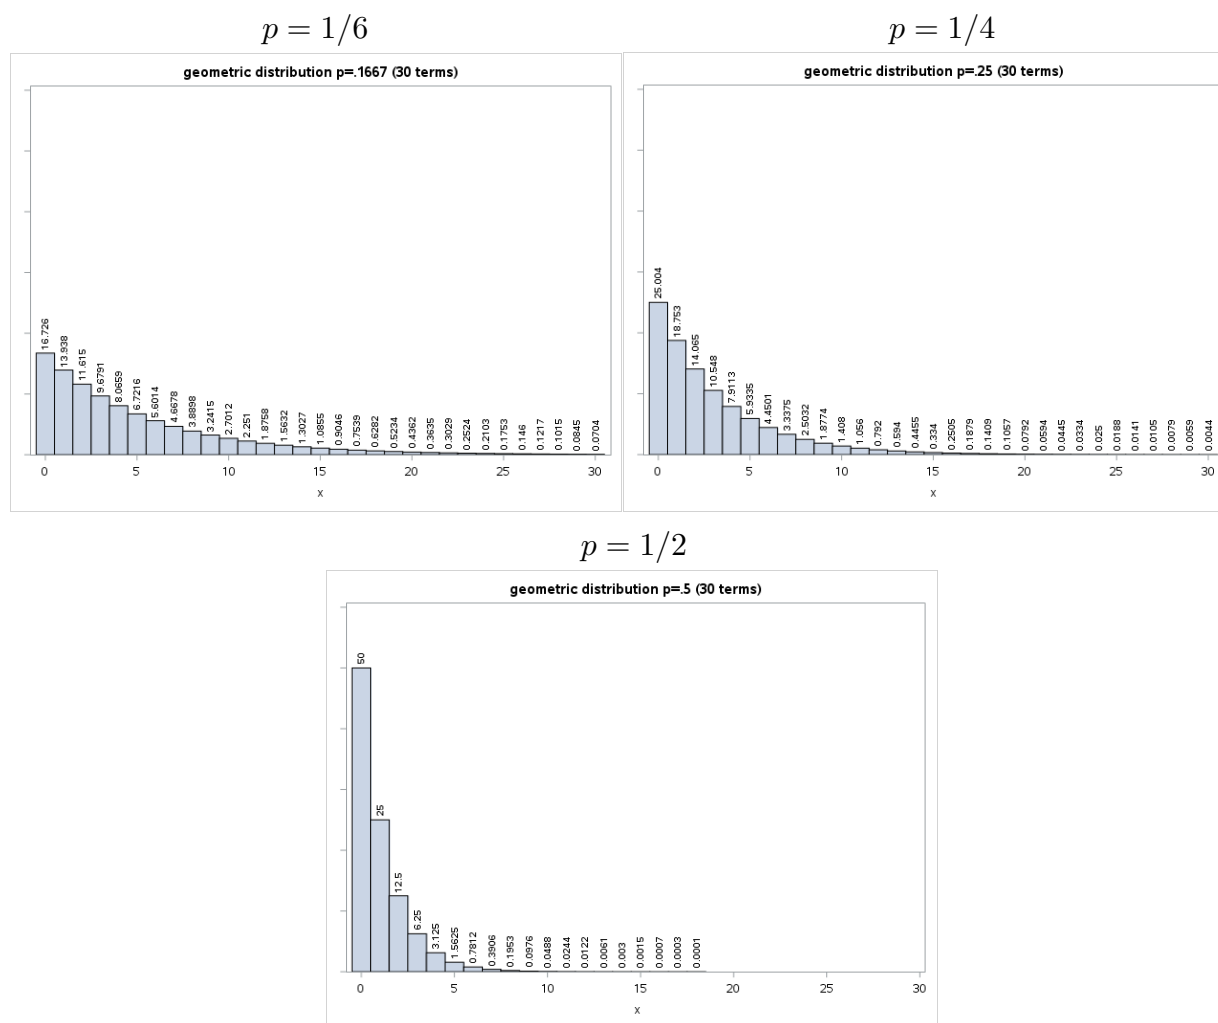 p = 1/6
geometric distribution p=.1667 (30 terms)
16.726 13.938 11.615 9.6791 8.0659 6.7216 5.6014 4.6678 3.8898 3.2415 2.7012 2.251 1.8758 1.5632 1.3027 1.0855 0.9046 0.7539 0.6282 0.5234 0.4362 0.3635 0.3029 0.2524 0.2103 0.1753 0.146 0.1217 0.1015 0.0845 0.0704
0 5 10 15 20 25 30
x
p = 1/4
geometric distribution p=.25 (30 terms)
25.004 18.753 14.065 10.548 7.9113 5.9335 4.4501 3.3375 2.5032 1.8774 1.408 1.056 0.792 0.594 0.4455 0.334 0.2505 0.1879 0.1409 0.1057 0.0792 0.0594 0.0445 0.0334 0.025 0.0188 0.0141 0.0105 0.0079 0.0059 0.0044
0 5 10 15 20 25 30
x
p = 1/2
geometric distribution p=.5 (30 terms)
50 25 12.5 6.25 3.125 1.5625 0.7812 0.3906 0.1953 0.0976 0.0488 0.0244 0.0122 0.0061 0.003 0.0015 0.0007 0.0003 0.0001
0 5 10 15 20 25 30
x